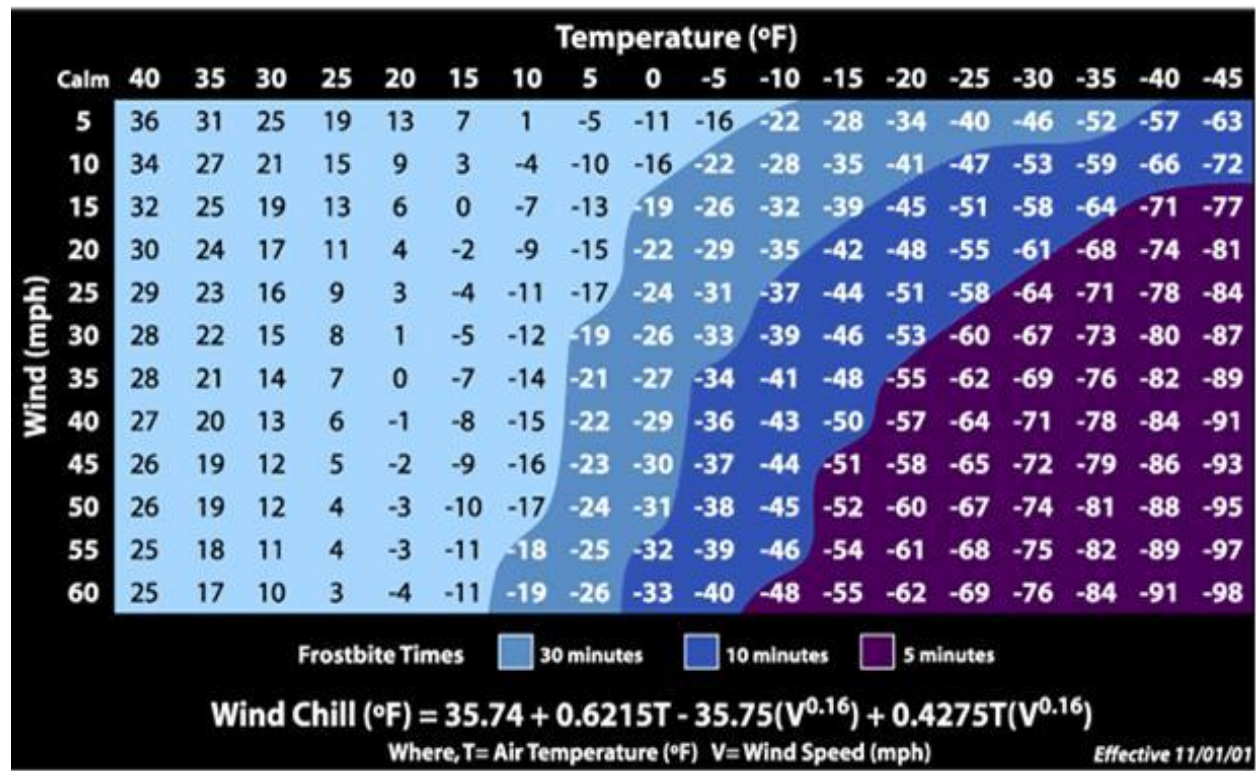 Temperature (ºF)
Calm 40 35 30 25 20 15 10 5 0 -5 -10 -15 -20 -25 -30 -35 -40 -45
5 36 31 25 19 13 7 1 -5 -11 -16 -22 -28 -34 -40 -46 -52 -57 -63
10 34 27 21 15 9 3 -4 -10 -16 -22 -28 -35 -41 -47 -53 -59 -66 -72
15 32 25 19 13 6 0 -7 -13 -19 -26 -32 -39 -45 -51 -58 -64 -71 -77
20 30 24 17 11 4 -2 -9 -15 -22 -29 -35 -42 -48 -55 -61 -68 -74 -81
25 29 23 16 9 3 -4 -11 -17 -24 -31 -37 -44 -51 -58 -64 -71 -78 -84
30 28 22 15 8 1 -5 -12 -19 -26 -33 -39 -46 -53 -60 -67 -73 -80 -87
35 28 21 14 7 0 -7 -14 -21 -27 -34 -41 -48 -55 -62 -69 -76 -82 -89
40 27 20 13 6 -1 -8 -15 -22 -29 -36 -43 -50 -57 -64 -71 -78 -84 -91
45 26 19 12 5 -2 -9 -16 -23 -30 -37 -44 -51 -58 -65 -72 -79 -86 -93
50 26 19 12 4 -3 -10 -17 -24 -31 -38 -45 -52 -60 -67 -74 -81 -88 -95
55 25 18 11 4 -3 -11 -18 -25 -32 -39 -46 -54 -61 -68 -75 -82 -89 -97
60 25 17 10 3 -4 -11 -19 -26 -33 -40 -48 -55 -62 -69 -76 -84 -91 -98
Wind (mph)
Frostbite Times 30 minutes 10 minutes 5 minutes
Wind Chill (ºF) = 35.74 + 0.6215T - 35.75(V^0.16) + 0.4275T(V^0.16)
Where, T= Air Temperature (ºF) V= Wind Speed (mph) Effective 11/01/01